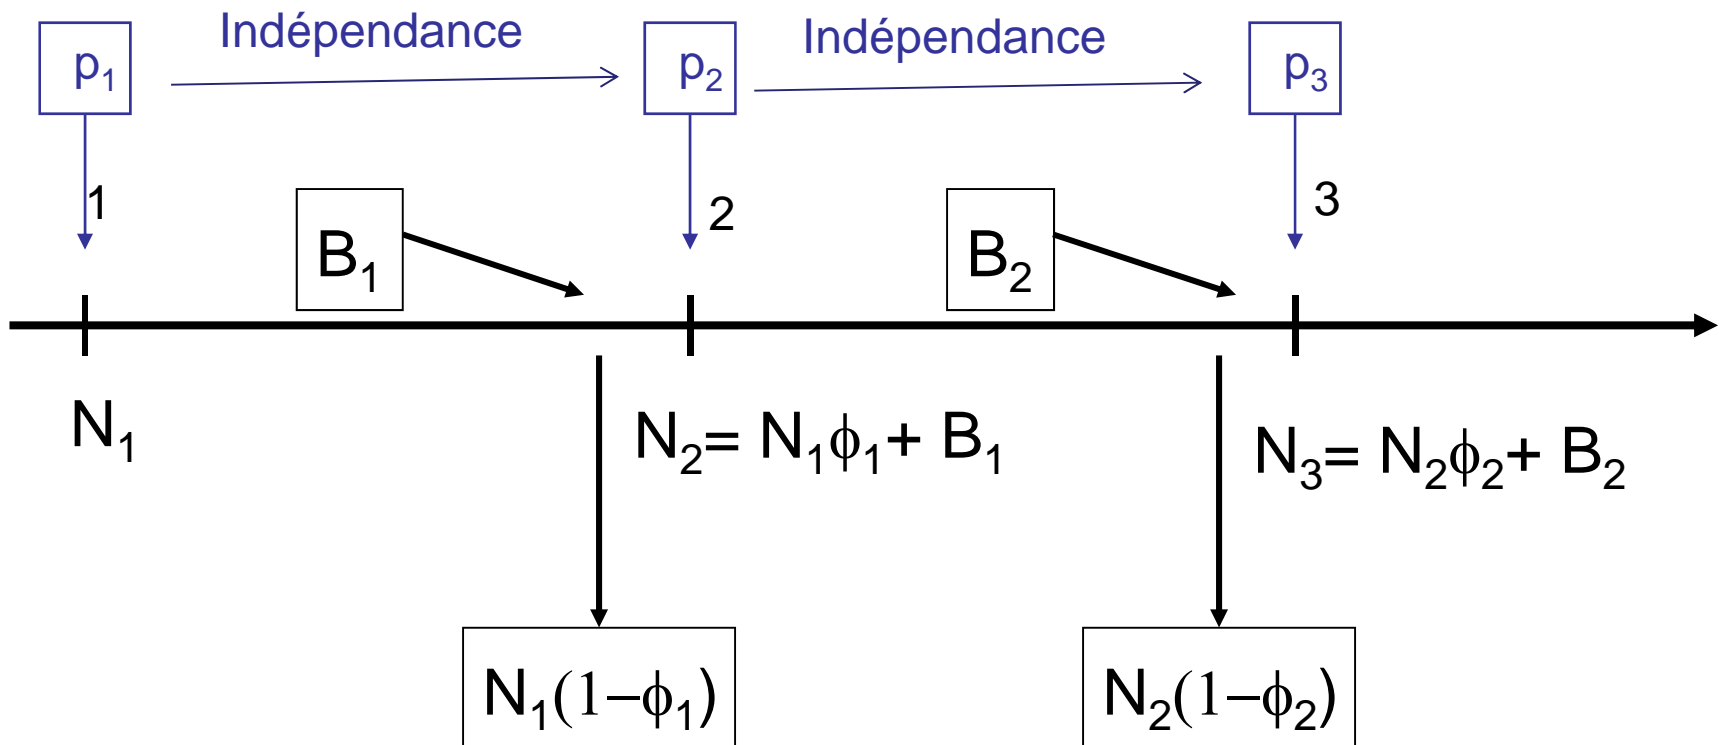 Indépendance
Indépendance
p₁
p₂
p₃
1
2
3
B₁
B₂
N₁
N₂= N₁ϕ₁+ B₁
N₃= N₂ϕ₂+ B₂
N₁(1−ϕ₁)
N₂(1−ϕ₂)